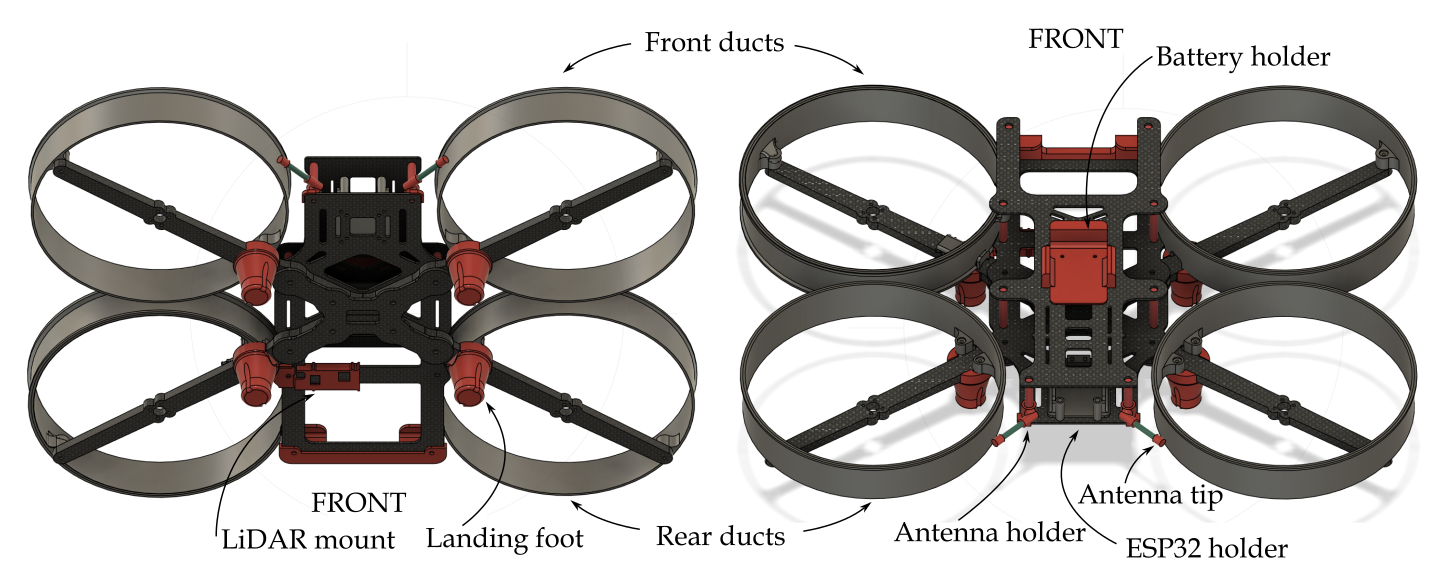 Front ducts
FRONT
Battery holder
FRONT
LiDAR mount
Landing foot
Rear ducts
Antenna tip
Antenna holder
ESP32 holder